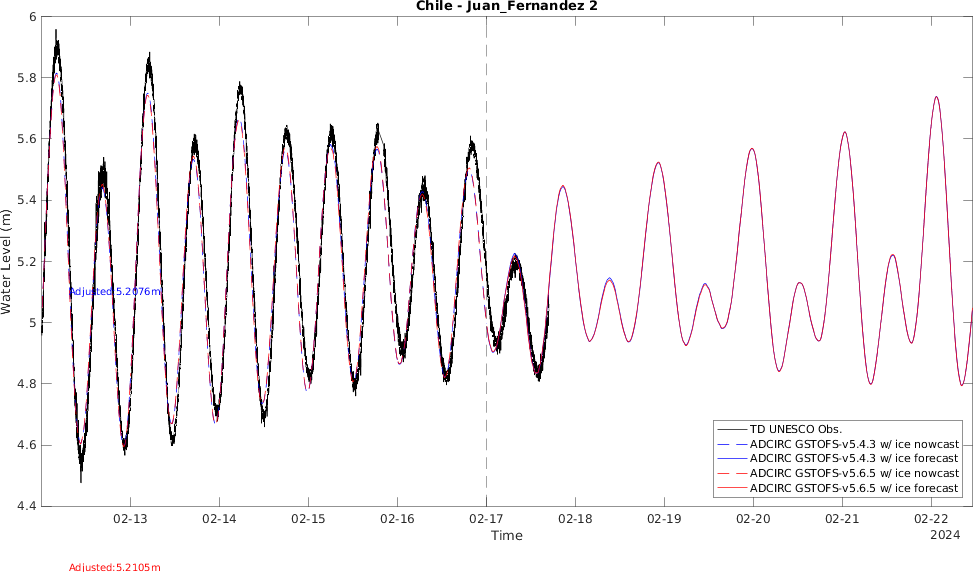 Chile - Juan_Fernandez 2
6
5.8
5.6
5.4
5.2
5
4.8
4.6
4.4
Water Level (m)
Adjusted:5.2076m
TD UNESCO Obs.
ADCIRC GSTOFS-v5.4.3 w/ ice nowcast
ADCIRC GSTOFS-v5.4.3 w/ ice forecast
ADCIRC GSTOFS-v5.6.5 w/ ice nowcast
ADCIRC GSTOFS-v5.6.5 w/ ice forecast
02-13 02-14 02-15 02-16 02-17 02-18 02-19 02-20 02-21 02-22
Time
2024
Adjusted:5.2105m